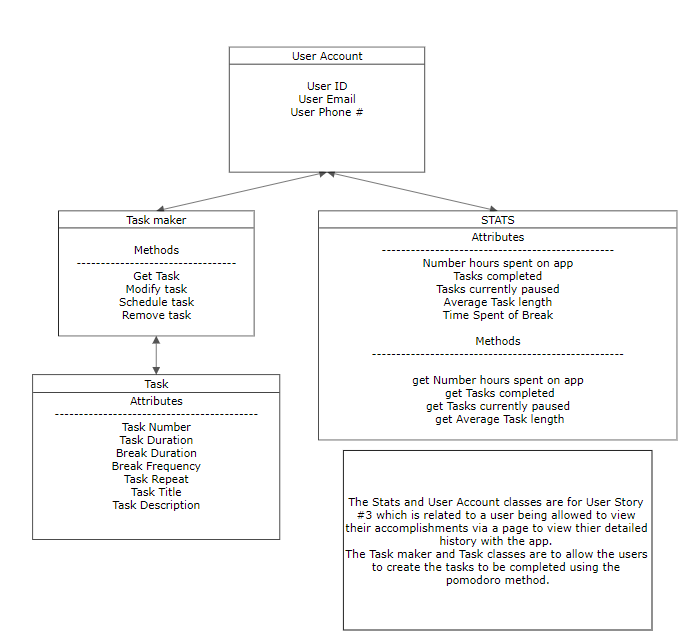 User Account
User ID
User Email
User Phone #
Task maker
Methods
---------------------------------
Get Task
Modify task
Schedule task
Remove task
STATS
Attributes
------------------------------------------------
Number hours spent on app
Tasks completed
Tasks currently paused
Average Task length
Time Spent of Break
Methods
----------------------------------------------------
get Number hours spent on app
get Tasks completed
get Tasks currently paused
get Average Task length
Task
Attributes
------------------------------------------
Task Number
Task Duration
Break Duration
Break Frequency
Task Repeat
Task Title
Task Description
The Stats and User Account classes are for User Story
#3 which is related to a user being allowed to view
their accomplishments via a page to view thier detailed
history with the app.
The Task maker and Task classes are to allow the users
to create the tasks to be completed using the
pomodoro method.